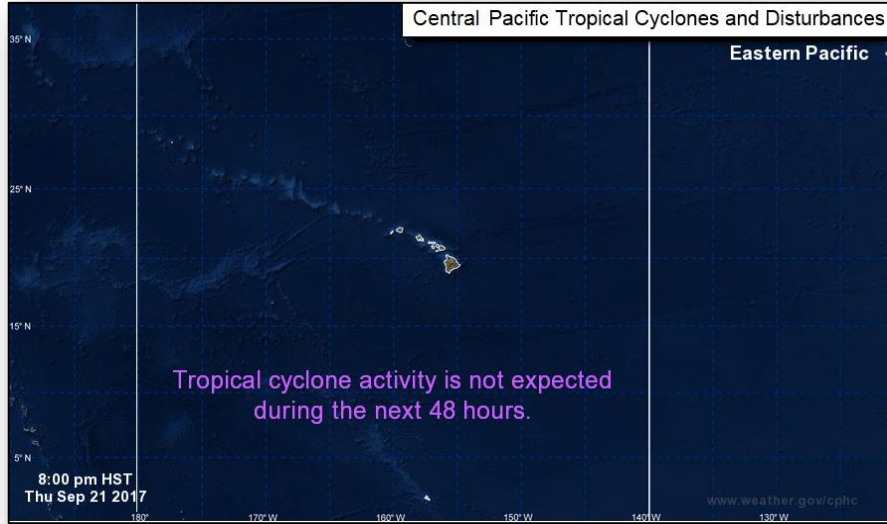 Central Pacific Tropical Cyclones and Disturbances
35° N
Eastern Pacific
25° N
15° N
Tropical cyclone activity is not expected
during the next 48 hours.
5° N
8:00 pm HST
Thu Sep 21 2017
www.weather.gov/cphc
180°
170° W
160° W
150° W
140° W
130° W